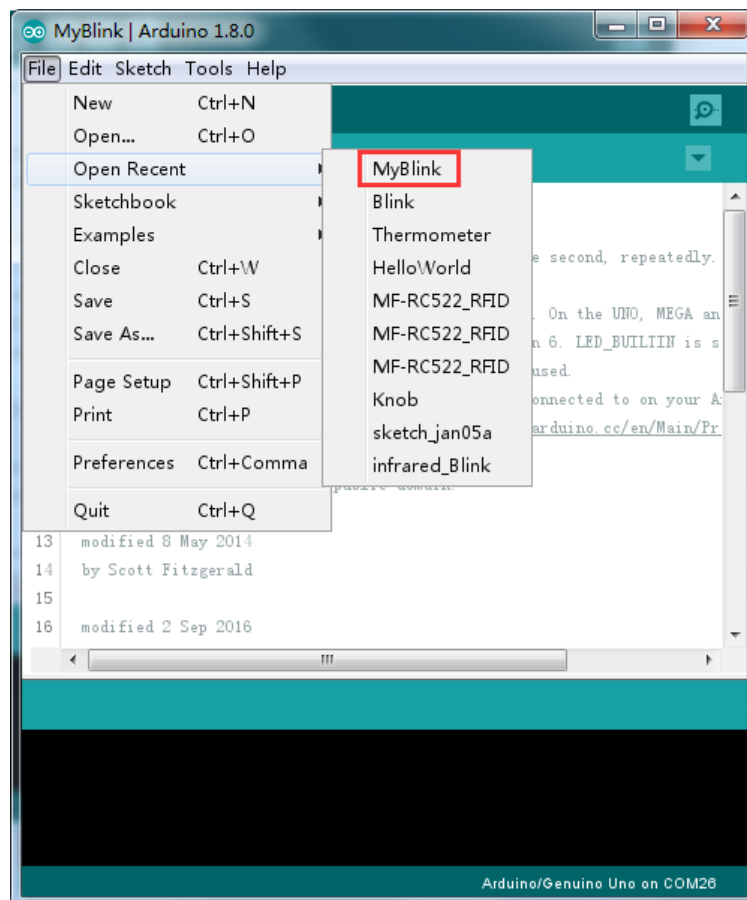 MyBlink | Arduino 1.8.0
File Edit Sketch Tools Help
New Ctrl+N
Open... Ctrl+O
Open Recent
Sketchbook
Examples
Close Ctrl+W
Save Ctrl+S
Save As... Ctrl+Shift+S
Page Setup Ctrl+Shift+P
Print Ctrl+P
Preferences Ctrl+Comma
Quit Ctrl+Q
MyBlink
Blink
Thermometer
HelloWorld
MF-RC522_RFID
MF-RC522_RFID
MF-RC522_RFID
Knob
sketch_jan05a
infrared_Blink
e second, repeatedly.
. On the UNO, MEGA an
n 6. LED_BUILTIN is s
used.
onnected to on your A
arduino.cc/en/Main/Pr
public domain.
13 modified 8 May 2014
14 by Scott Fitzgerald
15
16 modified 2 Sep 2016
Arduino/Genuino Uno on COM26